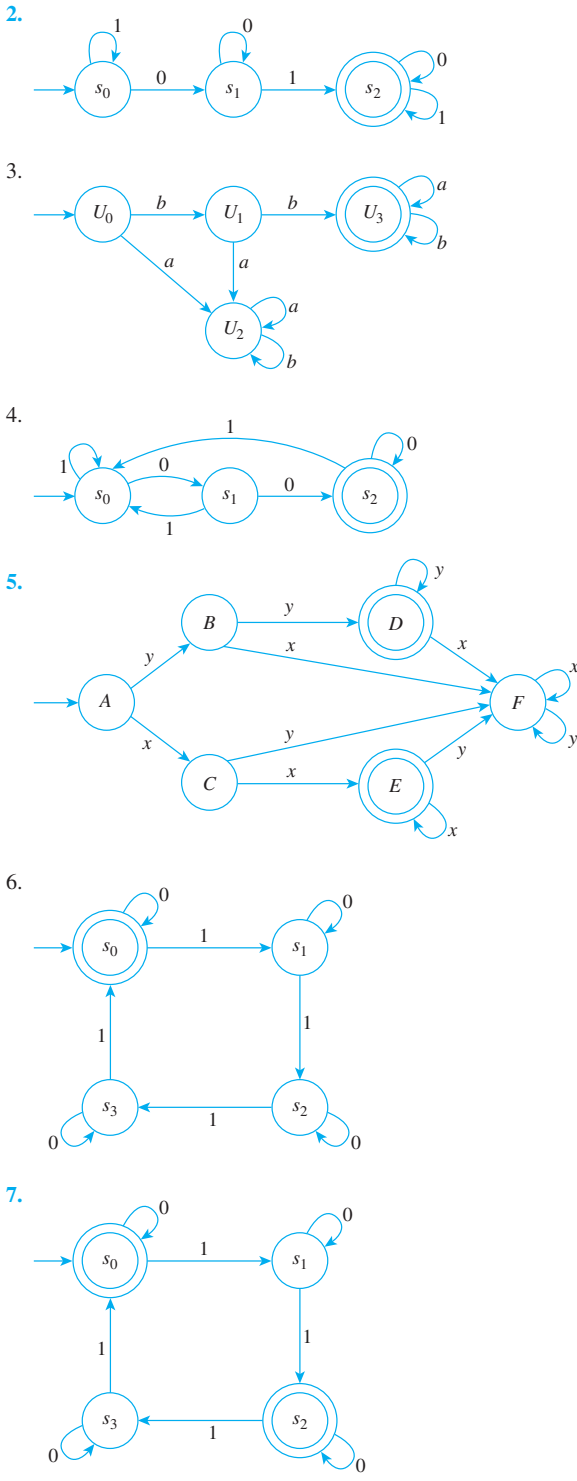 2.
1 0
s0 0 s1 1 s2 0
1
3.
U0 b U1 b U3 a
b
a a
U2 a
b
4.
1
1 0 0
s0 s1 0 s2
1
5.
B y D y
y x x
A F x
x y y
C x E y
x
6.
0 0
s0 1 s1
1 1
s3 1 s2
0 0
7.
0 0
s0 1 s1
1 1
s3 1 s2
0 0